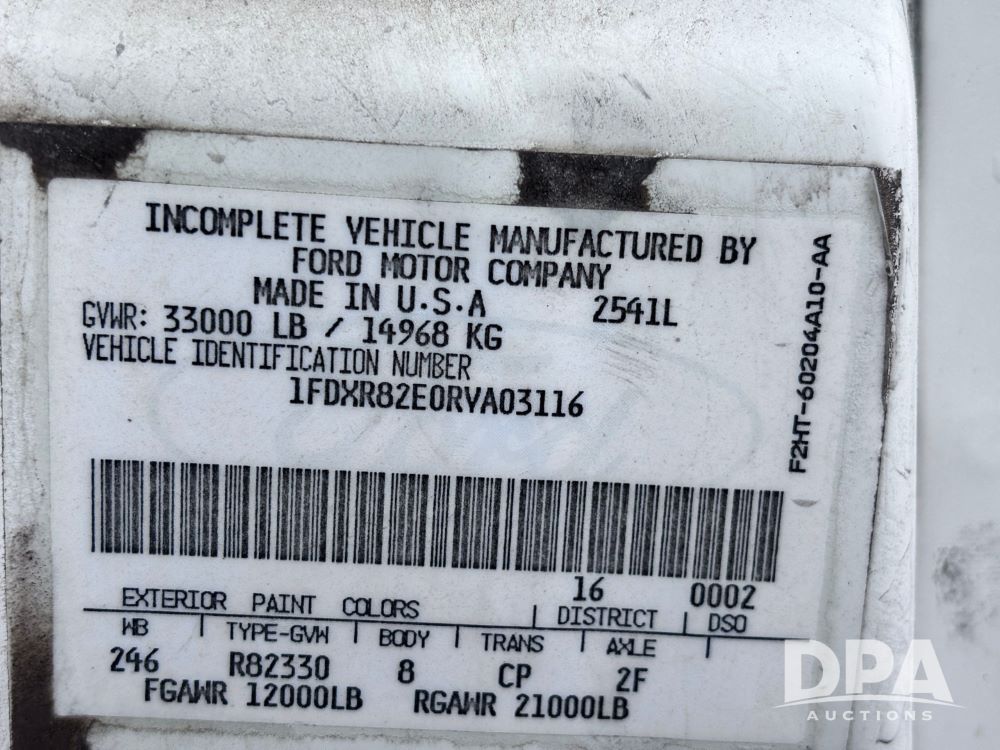 INCOMPLETE VEHICLE MANUFACTURED BY
FORD MOTOR COMPANY
MADE IN U.S.A 2541L
GVWR: 33000 LB / 14968 KG
VEHICLE IDENTIFICATION NUMBER
1FDXR82E0RVA03116
F2HT-60204A10-AA
16 0002
EXTERIOR PAINT COLORS DISTRICT DSO
WB TYPE-GVW BODY TRANS AXLE
246 R82330 8 CP 2F
FGAWR 12000LB RGAWR 21000LB
DPA
AUCTIONS